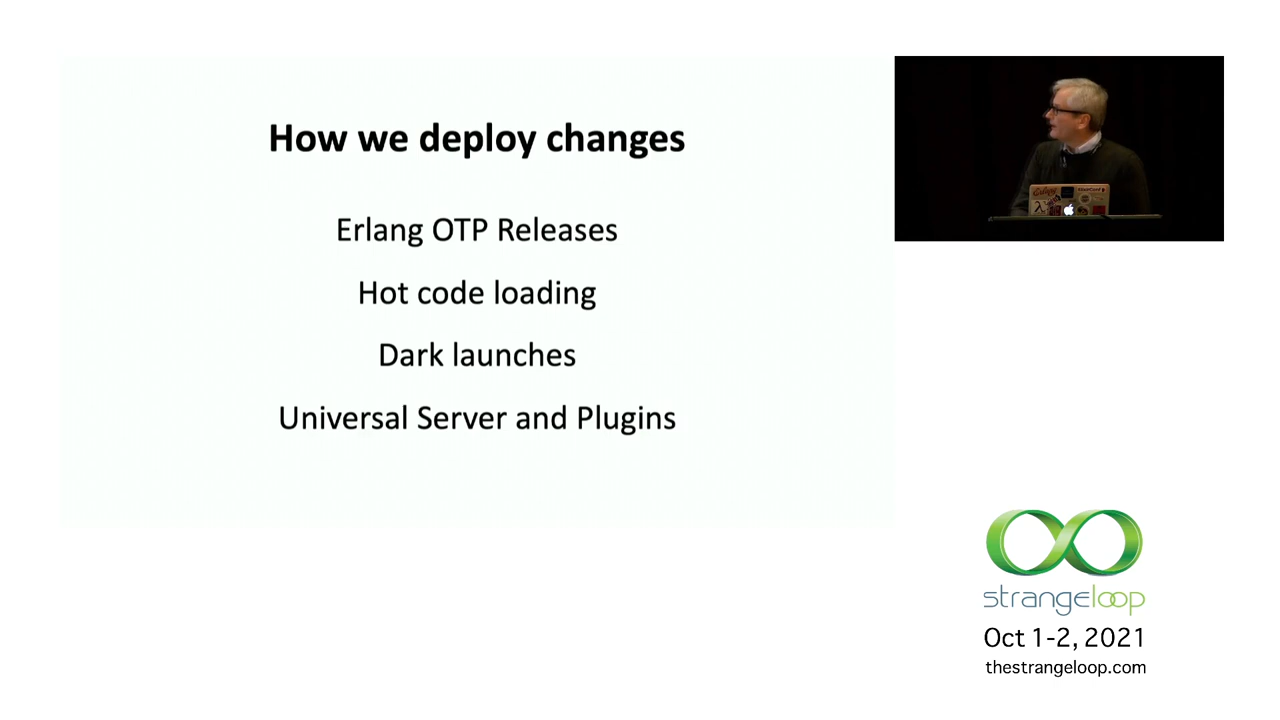 How we deploy changes
Erlang OTP Releases
Hot code loading
Dark launches
Universal Server and Plugins
strangeloop
Oct 1-2, 2021
thestrangeloop.com